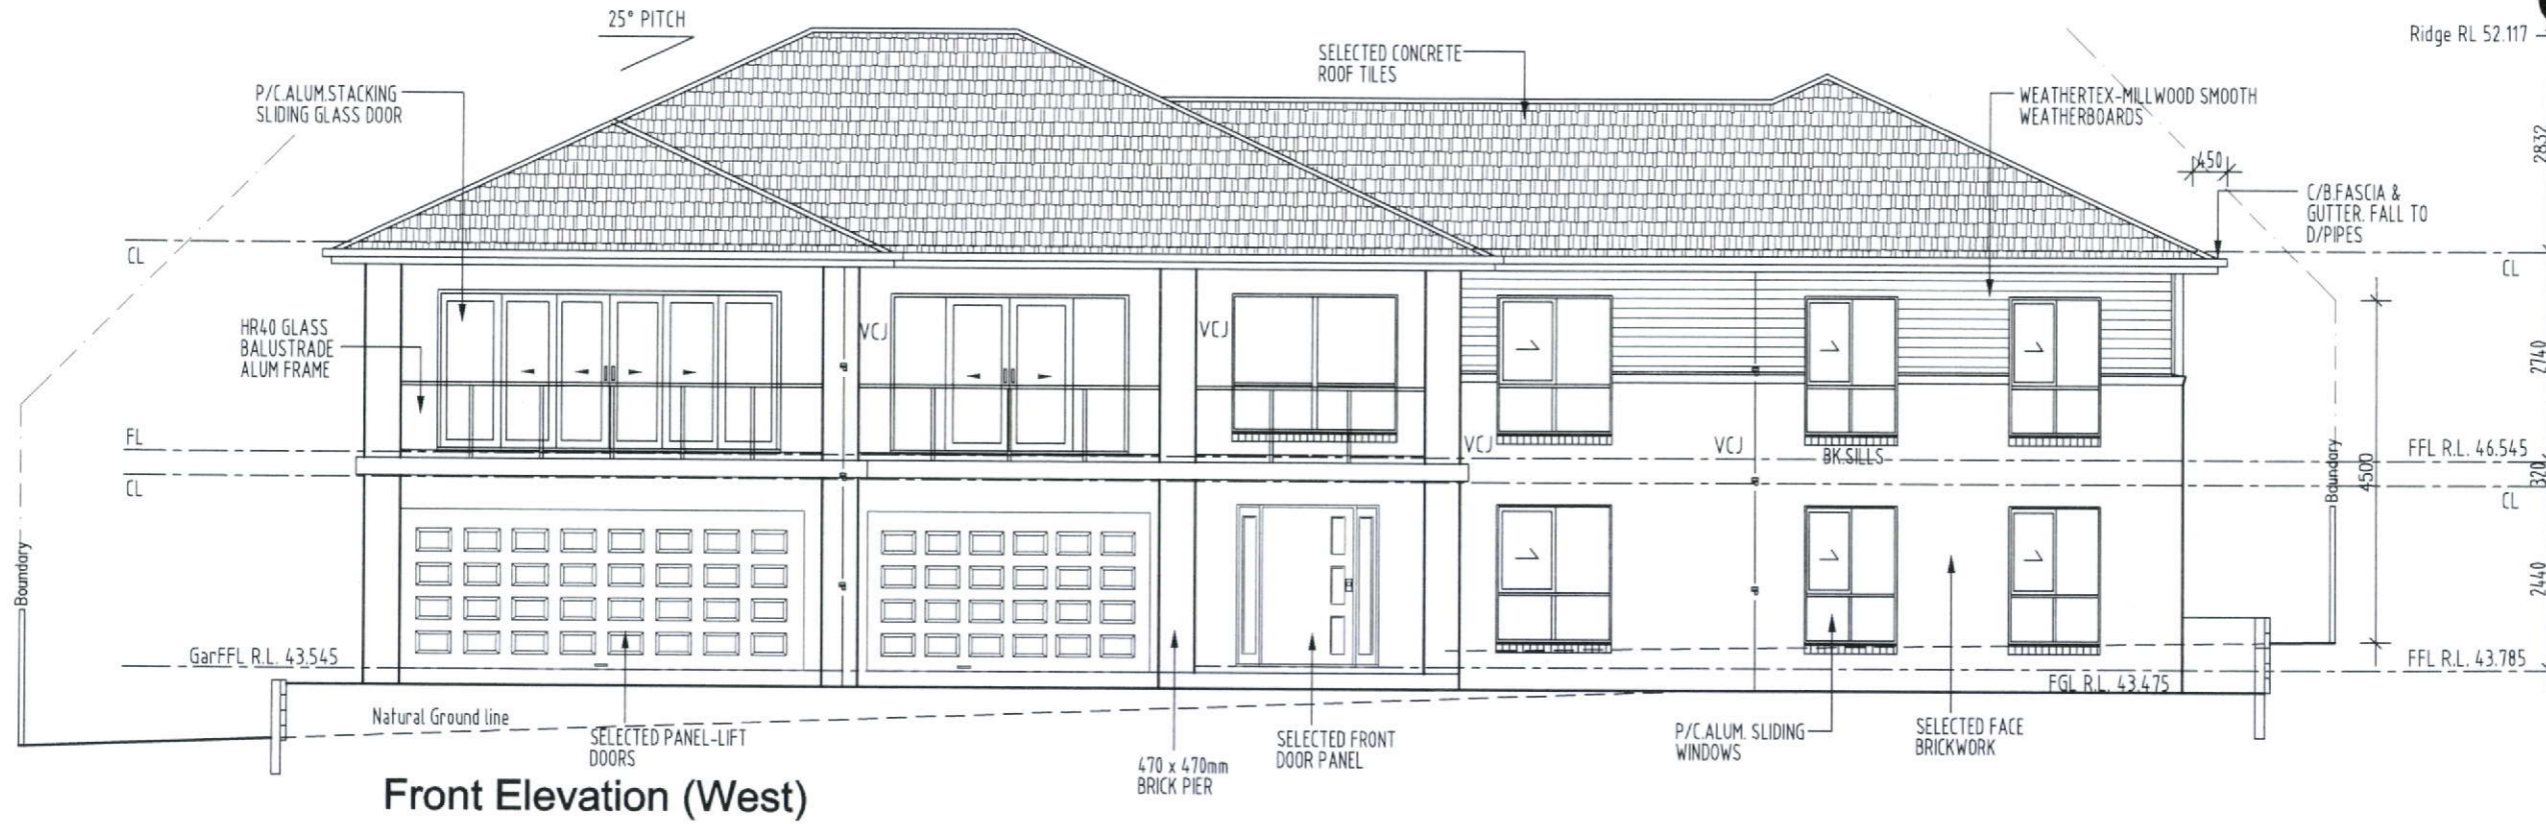 25° PITCH
Ridge RL 52.117
SELECTED CONCRETE
ROOF TILES
P/C.ALUM.STACKING
SLIDING GLASS DOOR
WEATHERTEX-MILLWOOD SMOOTH
WEATHERBOARDS
2832
450
C/B.FASCIA &
GUTTER. FALL TO
D/PIPES
CL
CL
HR40 GLASS
BALUSTRADE
ALUM FRAME
VCJ
VCJ
2740
FL
VCJ
VCJ
BK.SILLS
Boundary
4500
FFL R.L. 46.545
320
CL
CL
Boundary
2440
GarFFL R.L. 43.545
FFL R.L. 43.785
FGL R.L. 43.475
Natural Ground line
SELECTED PANEL-LIFT
DOORS
470 x 470mm
BRICK PIER
SELECTED FRONT
DOOR PANEL
P/C.ALUM. SLIDING
WINDOWS
SELECTED FACE
BRICKWORK
Front Elevation (West)